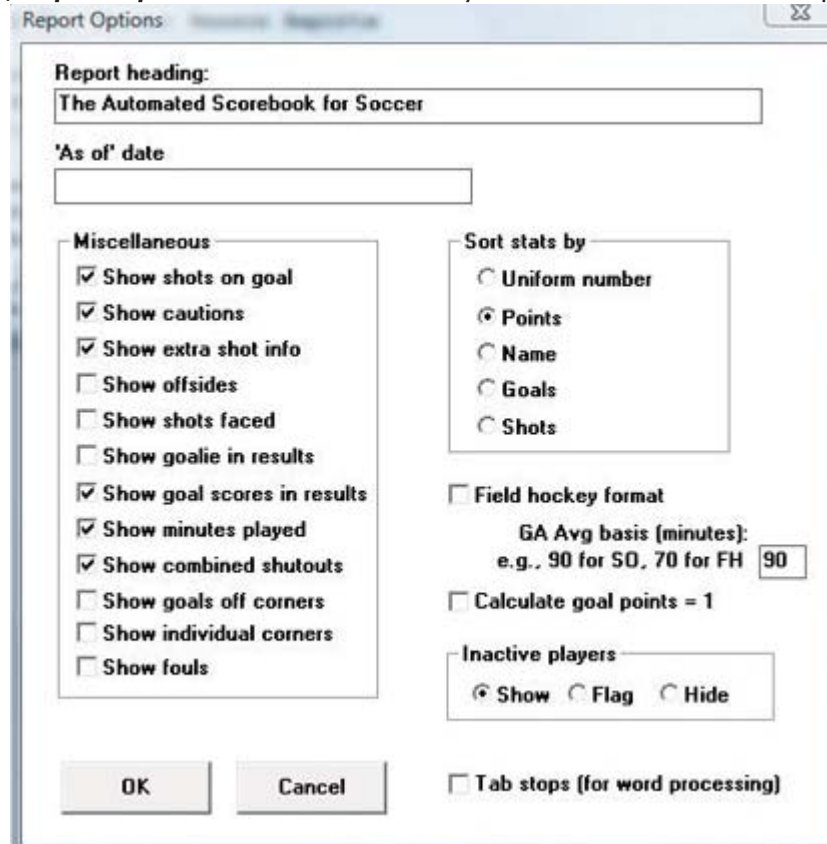 Report Options
Report heading:
The Automated Scorebook for Soccer
'As of' date
Miscellaneous
Show shots on goal
Show cautions
Show extra shot info
Show offsides
Show shots faced
Show goalie in results
Show goal scores in results
Show minutes played
Show combined shutouts
Show goals off corners
Show individual corners
Show fouls
Sort stats by
Uniform number
Points
Name
Goals
Shots
Field hockey format
GA Avg basis (minutes):
e.g., 90 for SO, 70 for FH 90
Calculate goal points = 1
Inactive players
Show Flag Hide
OK Cancel
Tab stops (for word processing)